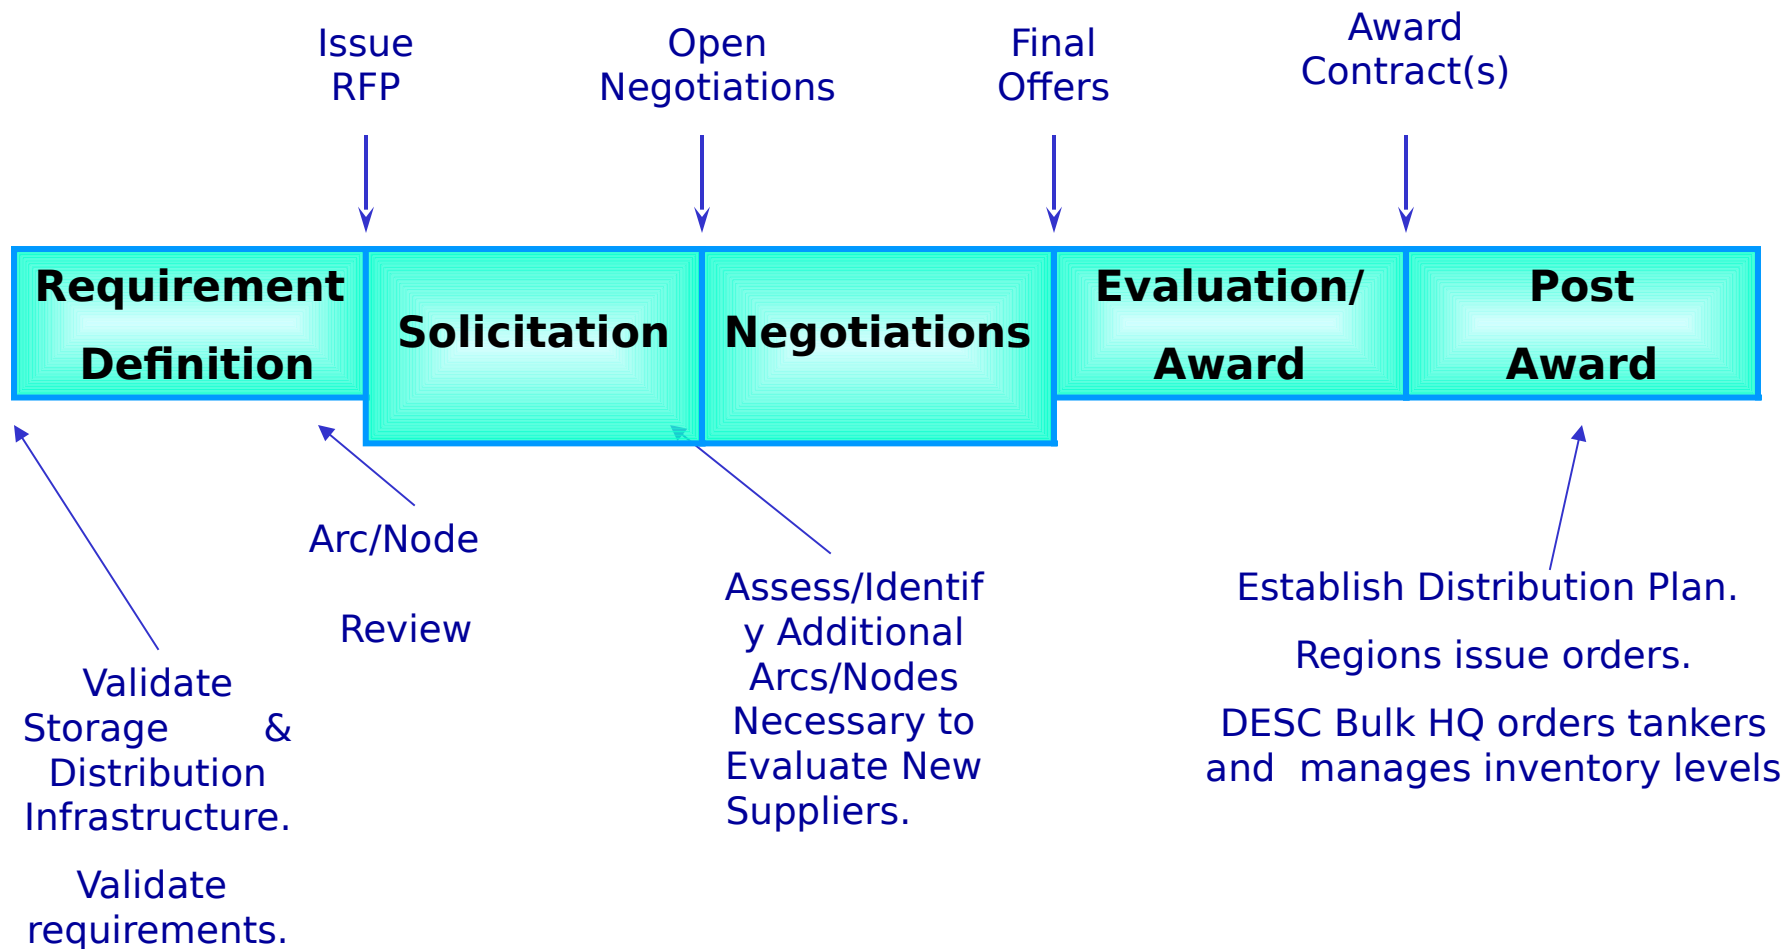 Issue
RFP
Open
Negotiations
Final
Offers
Award
Contract(s)
Requirement
Definition
Solicitation
Negotiations
Evaluation/
Award
Post
Award
Arc/Node
Review
Validate
Storage &
Distribution
Infrastructure.
Validate
requirements.
Assess/Identif
y Additional
Arcs/Nodes
Necessary to
Evaluate New
Suppliers.
Establish Distribution Plan.
Regions issue orders.
DESC Bulk HQ orders tankers
and manages inventory levels